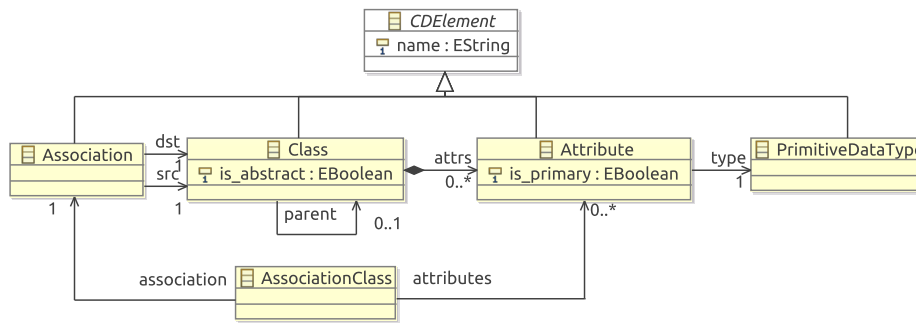 CDElement
name : EString
1
Association
dst
1
src
1
Class
is_abstract : EBoolean
attrs
0..*
Attribute
is_primary : EBoolean
type
1
PrimitiveDataType
1
parent
0..1
0..*
association
AssociationClass
attributes